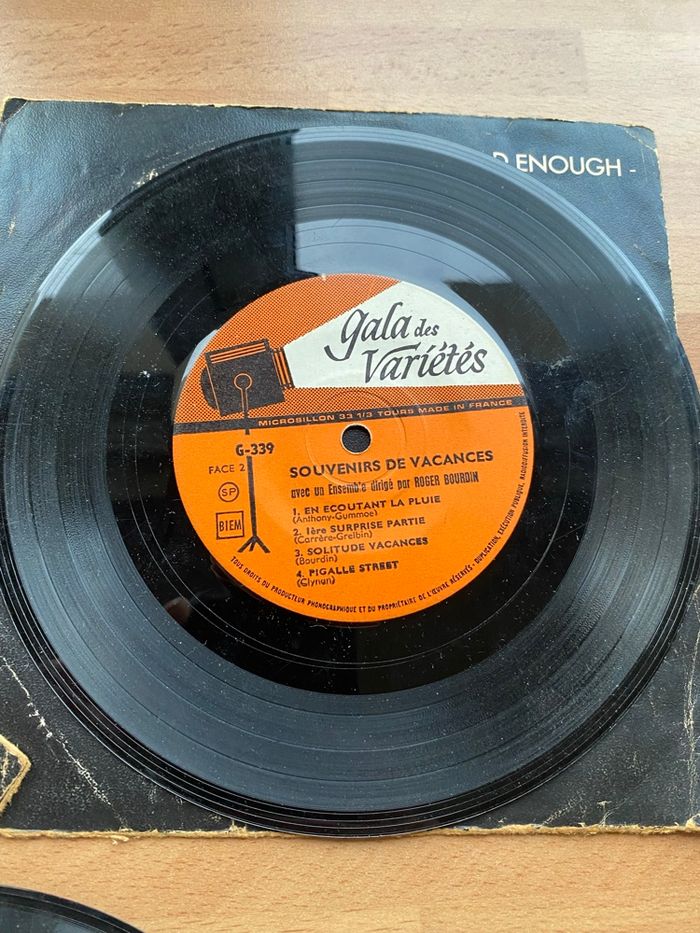 ENOUGH -
gala des
Variétés
MICROSILLON 33 1/3 TOURS MADE IN FRANCE
G-339
FACE 2
SOUVENIRS DE VACANCES
avec un Ensemble dirigé par ROGER BOURDIN
SP
1. EN ECOUTANT LA PLUIE
(Anthony-Gummoe)
2. 1ère SURPRISE PARTIE
(Carrère-Grelbin)
BIEM
3. SOLITUDE VACANCES
(Bourdin)
4. PIGALLE STREET
(Glynun)
TOUS DROITS DU PRODUCTEUR PHONOGRAPHIQUE ET DU PROPRIÉTAIRE DE L'ŒUVRE RÉSERVÉS - DUPLICATION, EXÉCUTION PUBLIQUE, RADIODIFFUSION INTERDITE